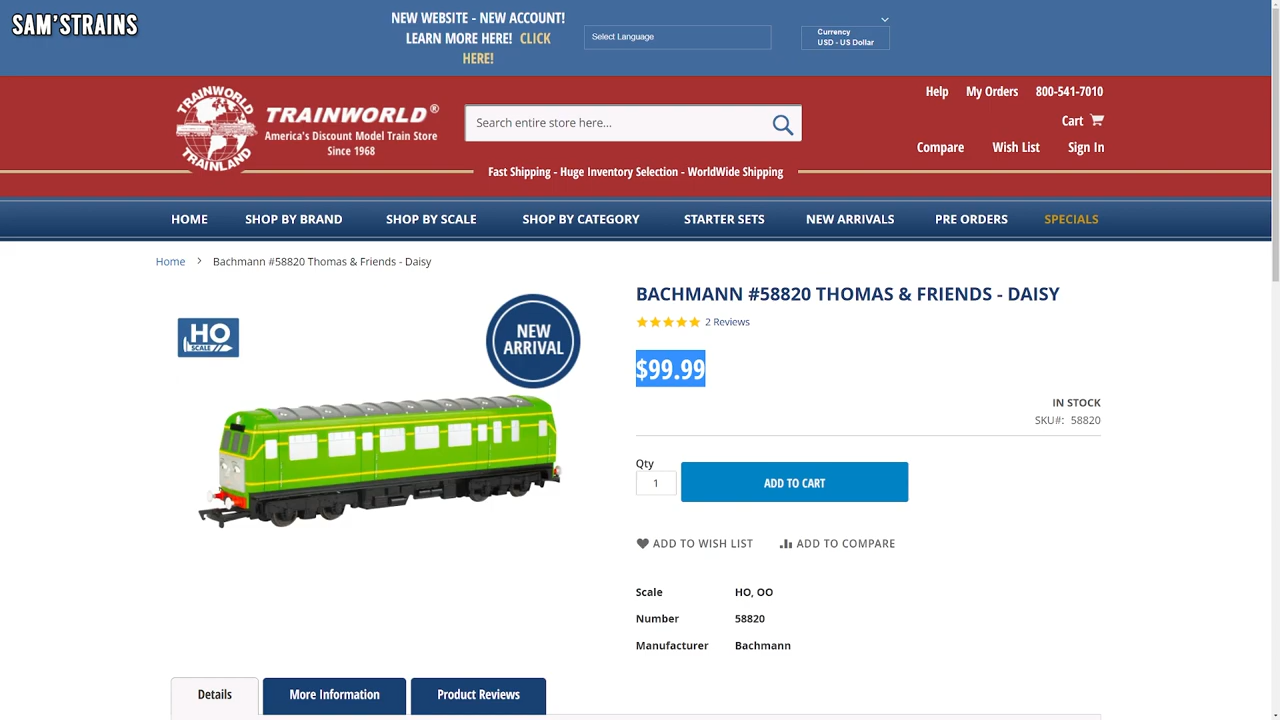 SAM'STRAINS
NEW WEBSITE - NEW ACCOUNT!
LEARN MORE HERE! CLICK
HERE!
Select Language
Currency
USD - US Dollar
TRAINWORLD
TRAINLAND
TRAINWORLD®
America's Discount Model Train Store
Since 1968
Search entire store here...
Help My Orders 800-541-7010
Cart
Compare Wish List Sign In
Fast Shipping - Huge Inventory Selection - WorldWide Shipping
HOME SHOP BY BRAND SHOP BY SCALE SHOP BY CATEGORY STARTER SETS NEW ARRIVALS PRE ORDERS SPECIALS
Home > Bachmann #58820 Thomas & Friends - Daisy
HO
SCALE
NEW
ARRIVAL
BACHMANN #58820 THOMAS & FRIENDS - DAISY
2 Reviews
$99.99
IN STOCK
SKU#: 58820
Qty
1
ADD TO CART
ADD TO WISH LIST ADD TO COMPARE
Scale HO, OO
Number 58820
Manufacturer Bachmann
Details More Information Product Reviews